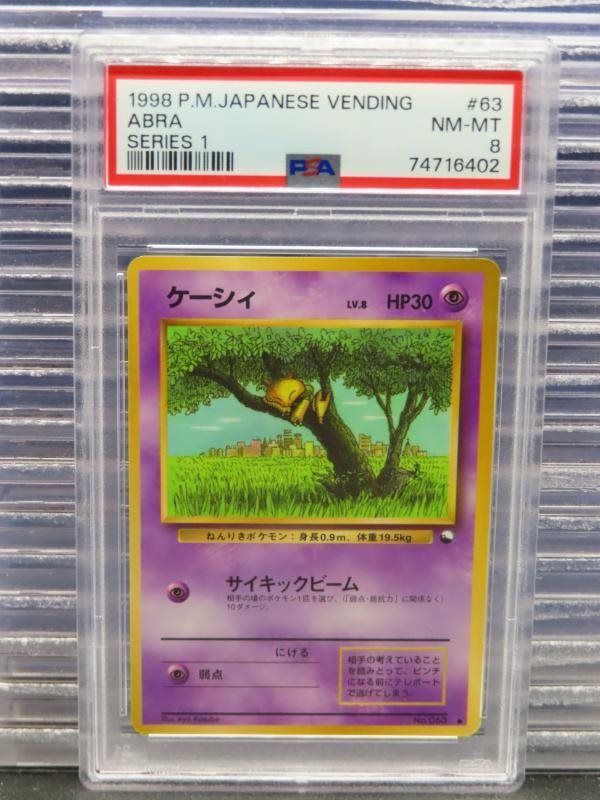 1998 P.M.JAPANESE VENDING #63
ABRA NM-MT
SERIES 1 8
PSA 74716402
ケーシィ LV.8 HP30
ねんりきポケモン：身長0.9m、体重19.5kg
サイキックビーム
相手の場のポケモン1匹を選び、(「弱点・抵抗力」に関係なく)
10ダメージ。
にげる
弱点
相手の考えていること
を読みとって、ピンチ
になる前にテレポート
で逃げてしまう。
Illus. Kyo Kusube No.063